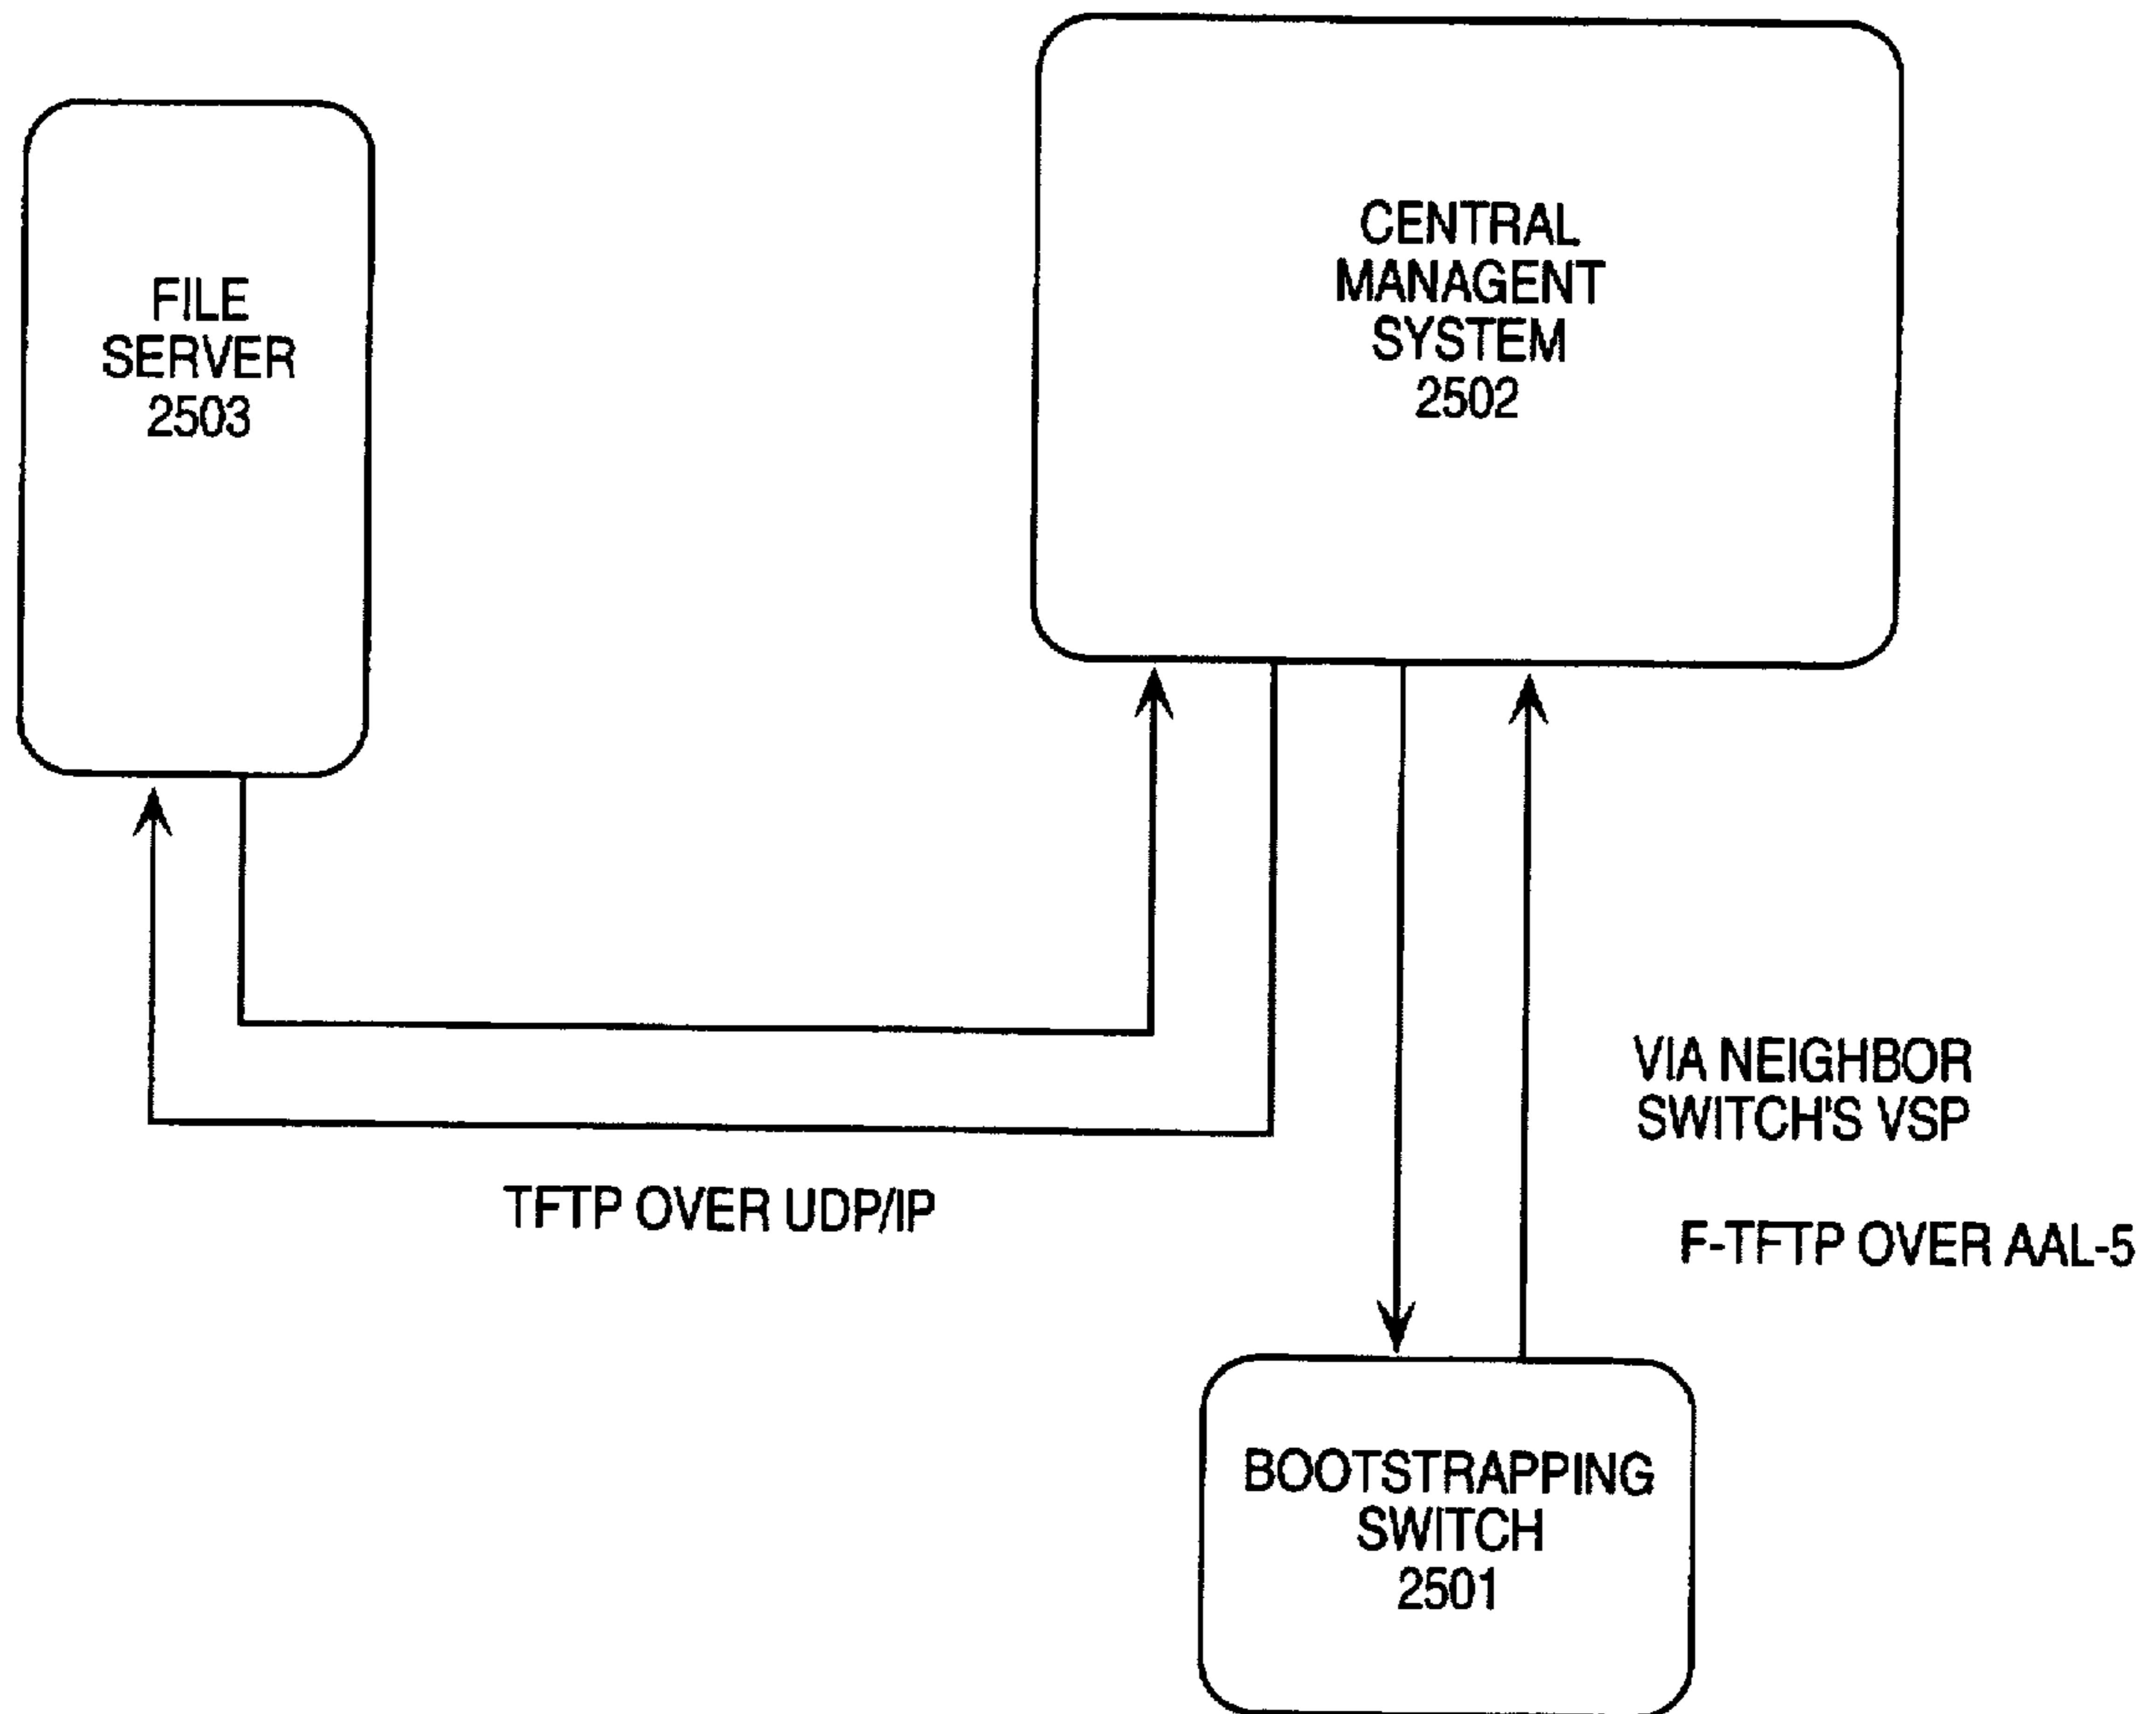 FILE
SERVER
2503
CENTRAL
MANAGENT
SYSTEM
2502
TFTP OVER UDP/IP
VIA NEIGHBOR
SWITCH'S VSP
F-TFTP OVER AAL-5
BOOTSTRAPPING
SWITCH
2501